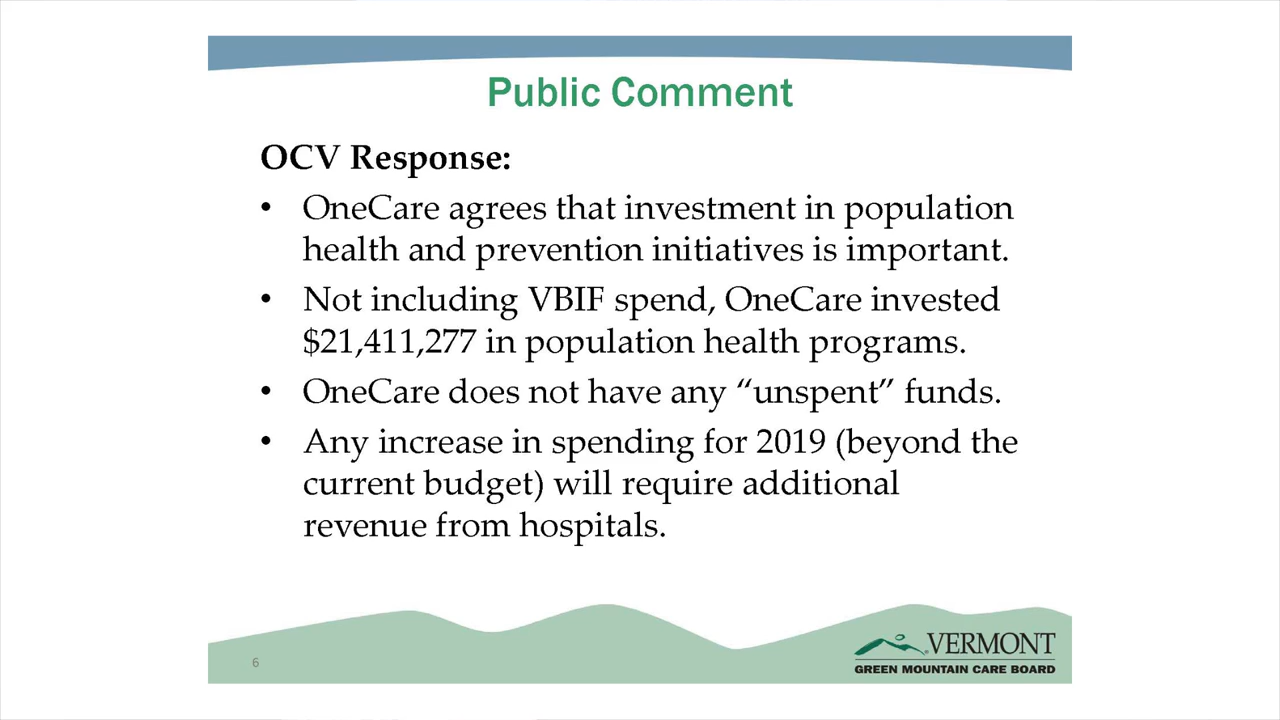 Public Comment
OCV Response:
• OneCare agrees that investment in population
health and prevention initiatives is important.
• Not including VBIF spend, OneCare invested
$21,411,277 in population health programs.
• OneCare does not have any “unspent” funds.
• Any increase in spending for 2019 (beyond the
current budget) will require additional
revenue from hospitals.
6
VERMONT
GREEN MOUNTAIN CARE BOARD